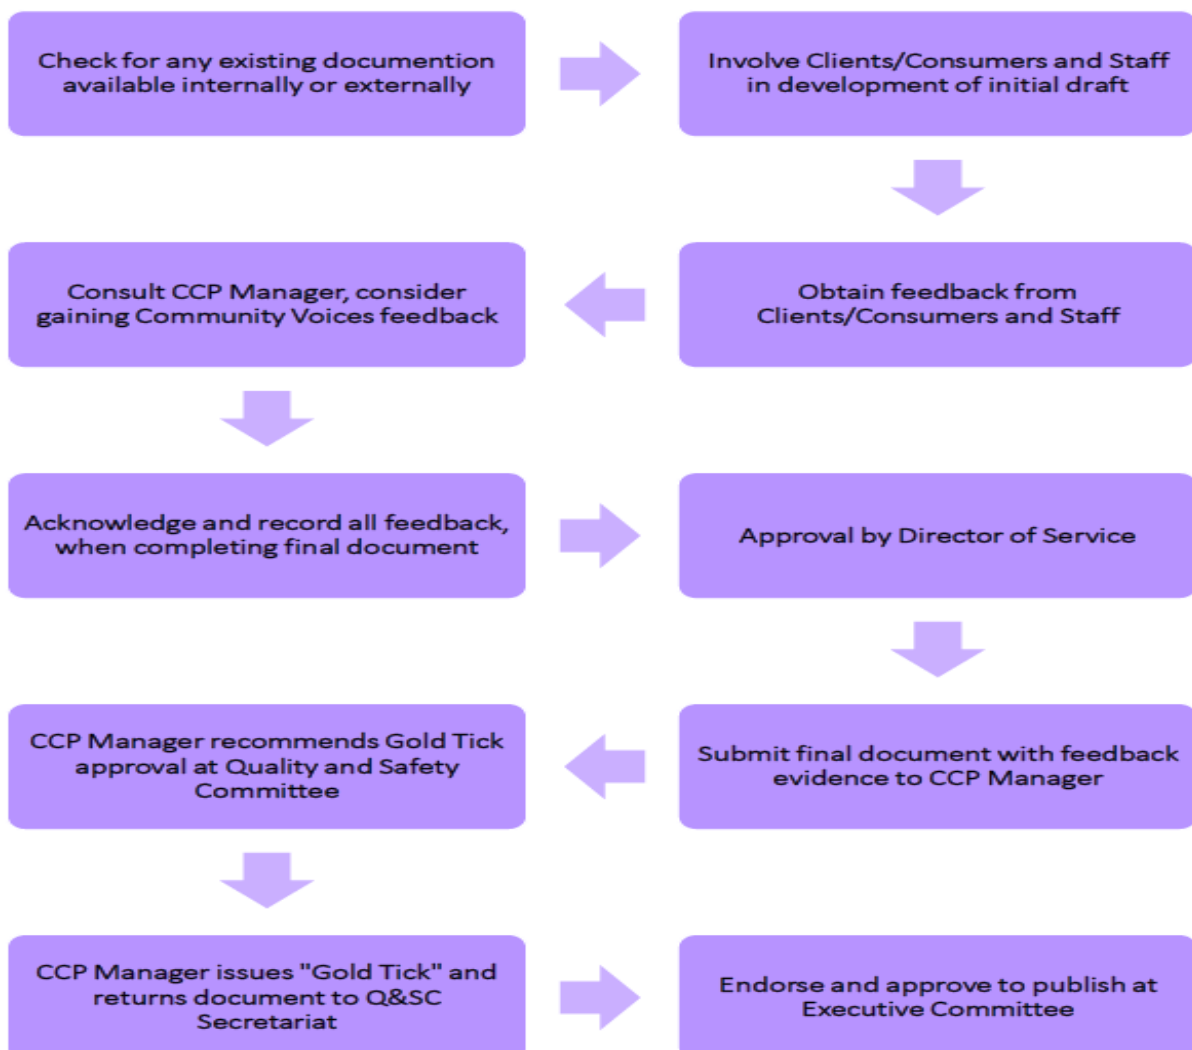 Check for any existing documention
available internally or externally
Involve Clients/Consumers and Staff
in development of initial draft
Obtain feedback from
Clients/Consumers and Staff
Consult CCP Manager, consider
gaining Community Voices feedback
Acknowledge and record all feedback,
when completing final document
Approval by Director of Service
Submit final document with feedback
evidence to CCP Manager
CCP Manager recommends Gold Tick
approval at Quality and Safety
Committee
CCP Manager issues "Gold Tick" and
returns document to Q&SC
Secretariat
Endorse and approve to publish at
Executive Committee